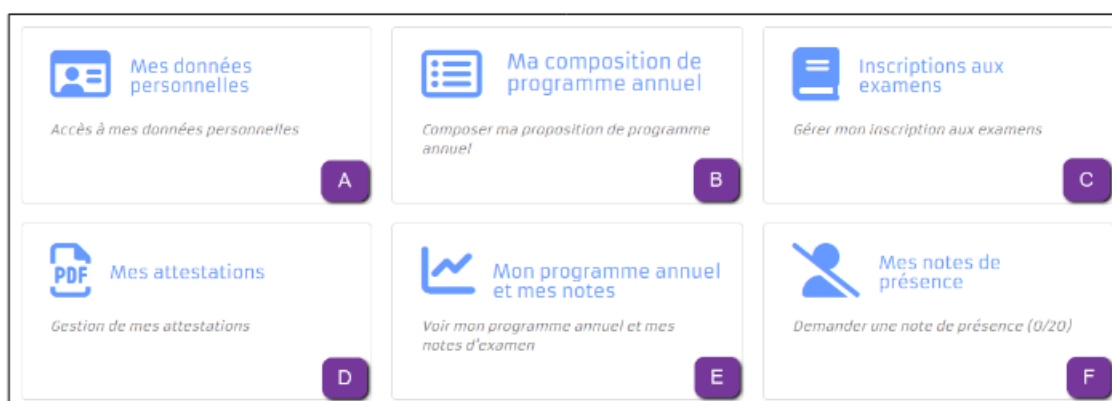 Mes données
personnelles
Accès à mes données personnelles
A
Ma composition de
programme annuel
Composer ma proposition de programme
annuel
B
Inscriptions aux
examens
Gérer mon inscription aux examens
C
PDF
Mes attestations
Gestion de mes attestations
D
Mon programme annuel
et mes notes
Voir mon programme annuel et mes
notes d'examen
E
Mes notes de
présence
Demander une note de présence (0/20)
F